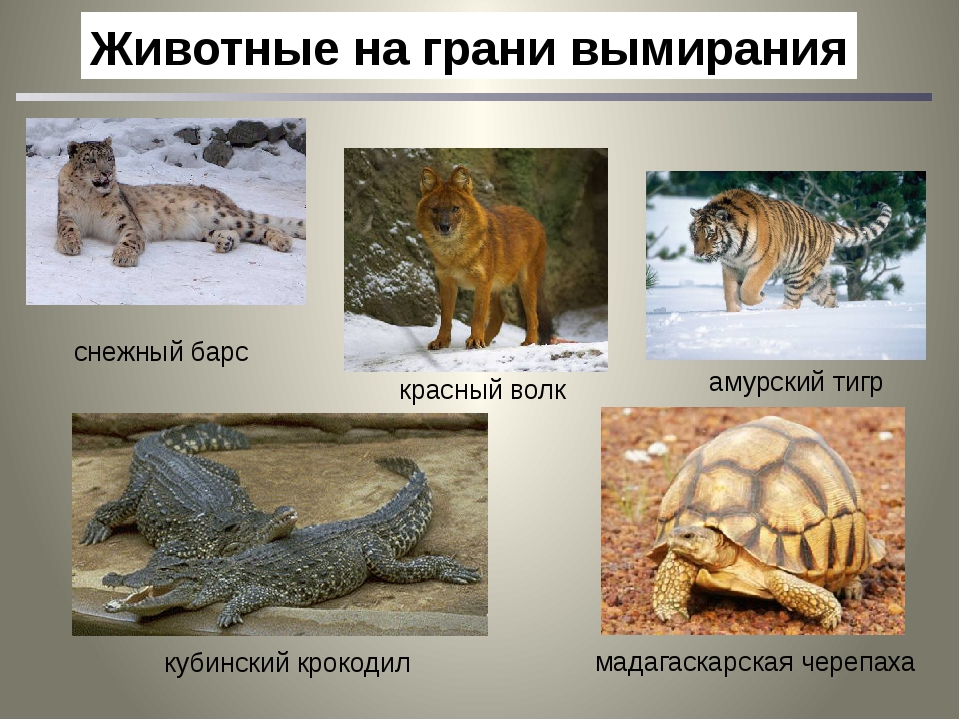 Животные на грани вымирания
снежный барс
красный волк
амурский тигр
кубинский крокодил
мадагаскарская черепаха